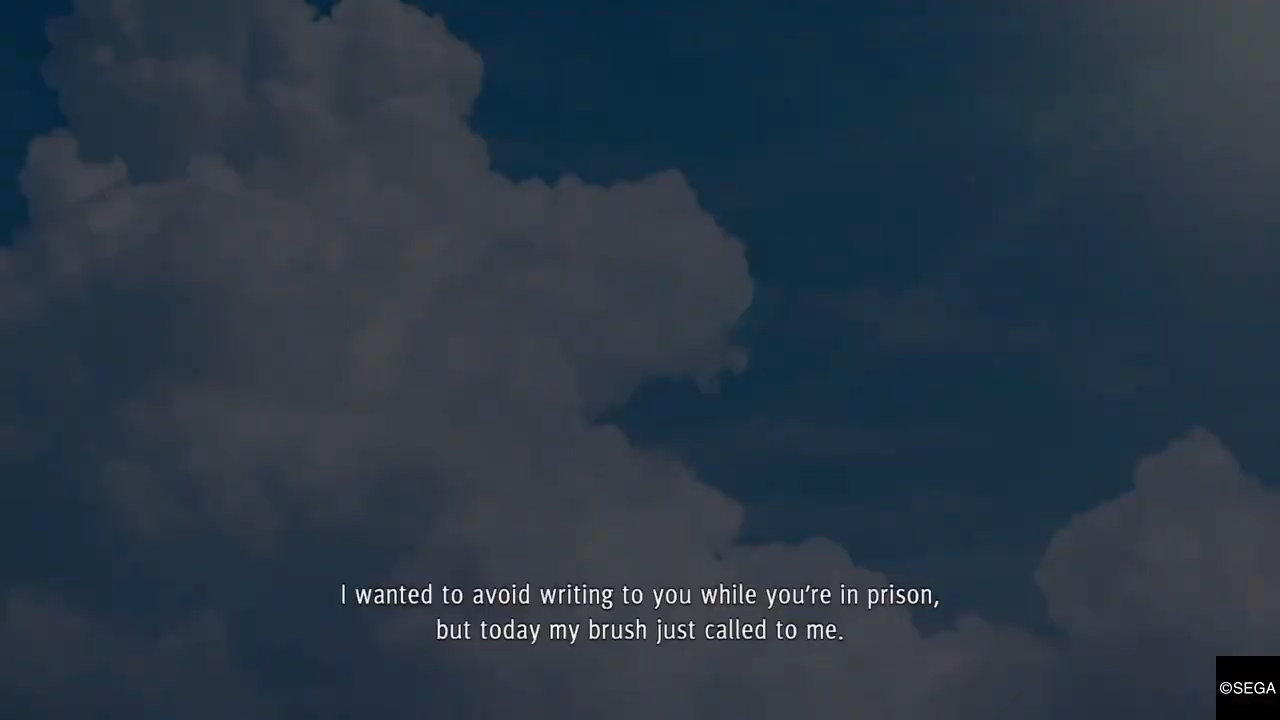 I wanted to avoid writing to you while you’re in prison,
but today my brush just called to me.
©SEGA